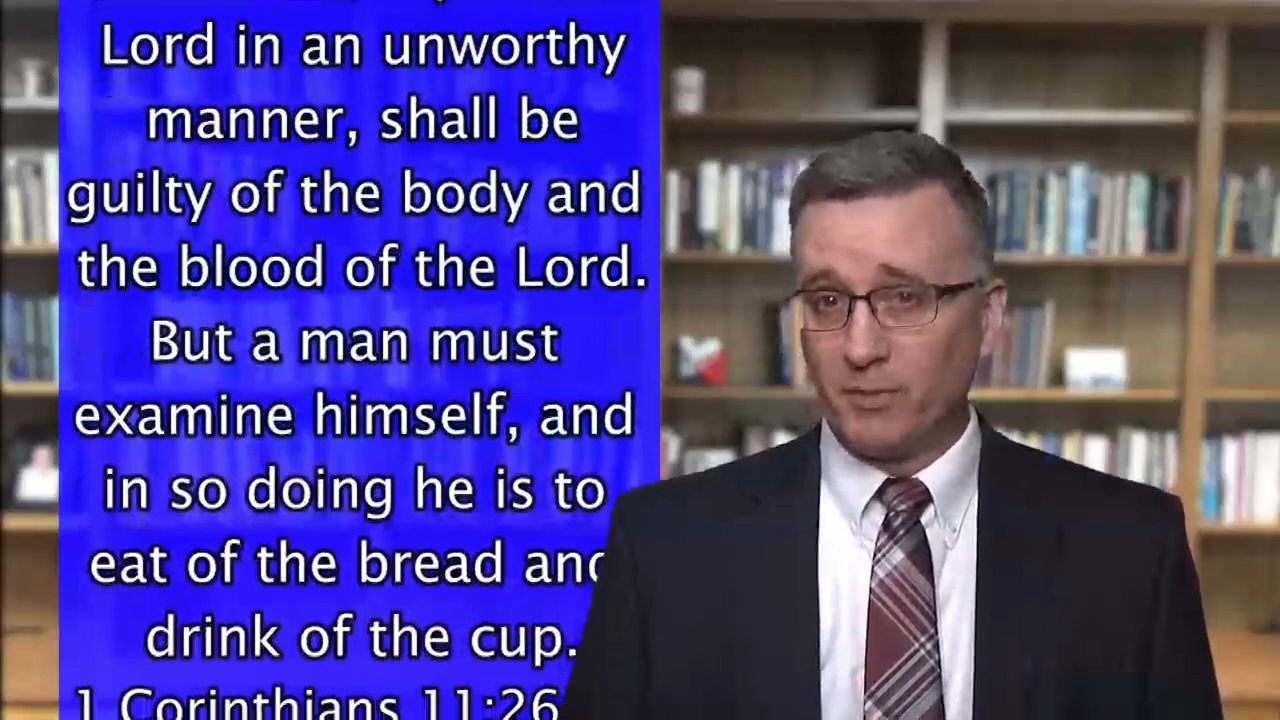 Lord in an unworthy
manner, shall be
guilty of the body and
the blood of the Lord.
But a man must
examine himself, and
in so doing he is to
eat of the bread and
drink of the cup.
1 Corinthians 11:26